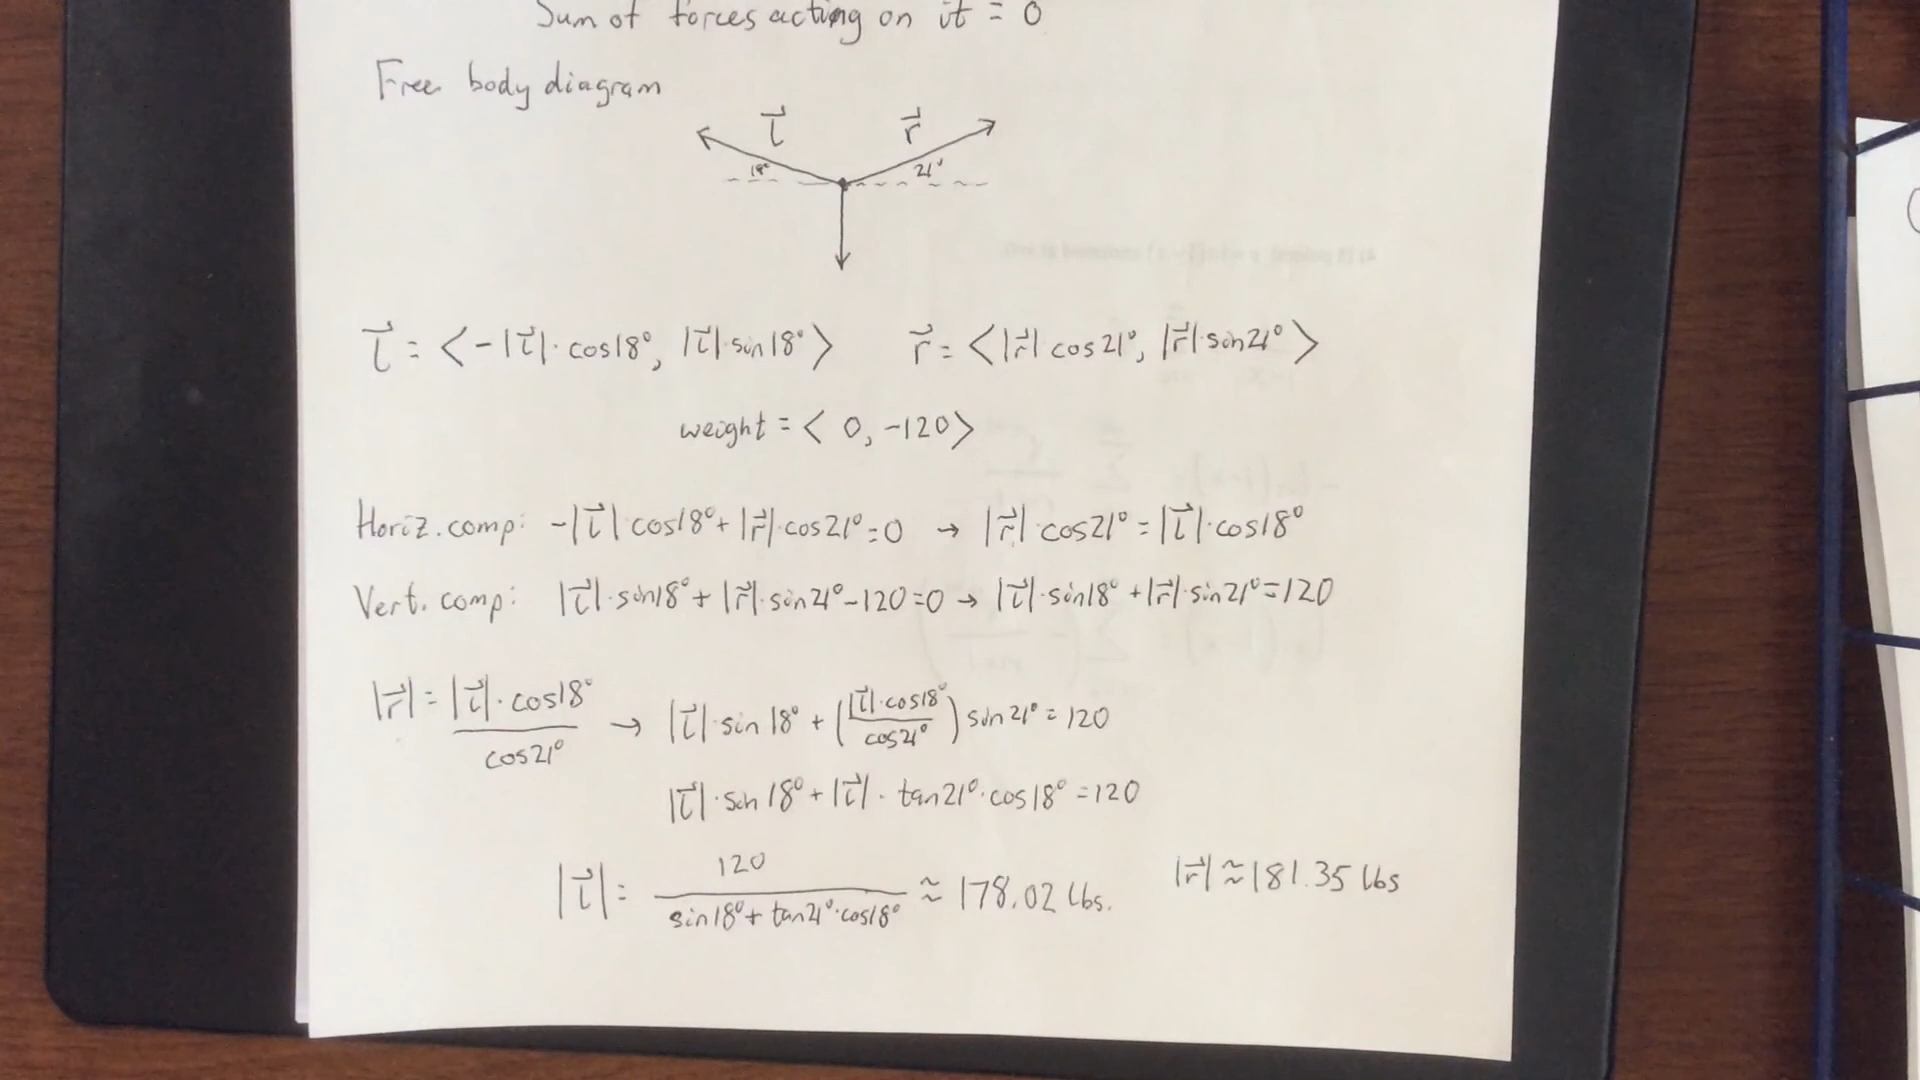 Sum of forces acting on it = 0
Free body diagram
l⃗ r⃗
18° 21°
l⃗ = <-|l⃗|·cos18°, |l⃗|·sin18°> r⃗ = <|r⃗| cos21°, |r⃗|·sin21°>
weight = < 0, -120>
Horiz. comp: -|l⃗|·cos18° + |r⃗|·cos21° = 0 → |r⃗|·cos21° = |l⃗|·cos18°
Vert. comp: |l⃗|·sin18° + |r⃗|·sin21° - 120 = 0 → |l⃗|·sin18° + |r⃗|·sin21° = 120
|r⃗| = |l⃗|·cos18° / cos21° → |l⃗|·sin18° + (|l⃗|·cos18° / cos21°) sin21° = 120
|l⃗|·sin18° + |l⃗|·tan21°·cos18° = 120
|l⃗| = 120 / sin18° + tan21°·cos18° ≈ 178.02 lbs. |r⃗| ≈ 181.35 lbs